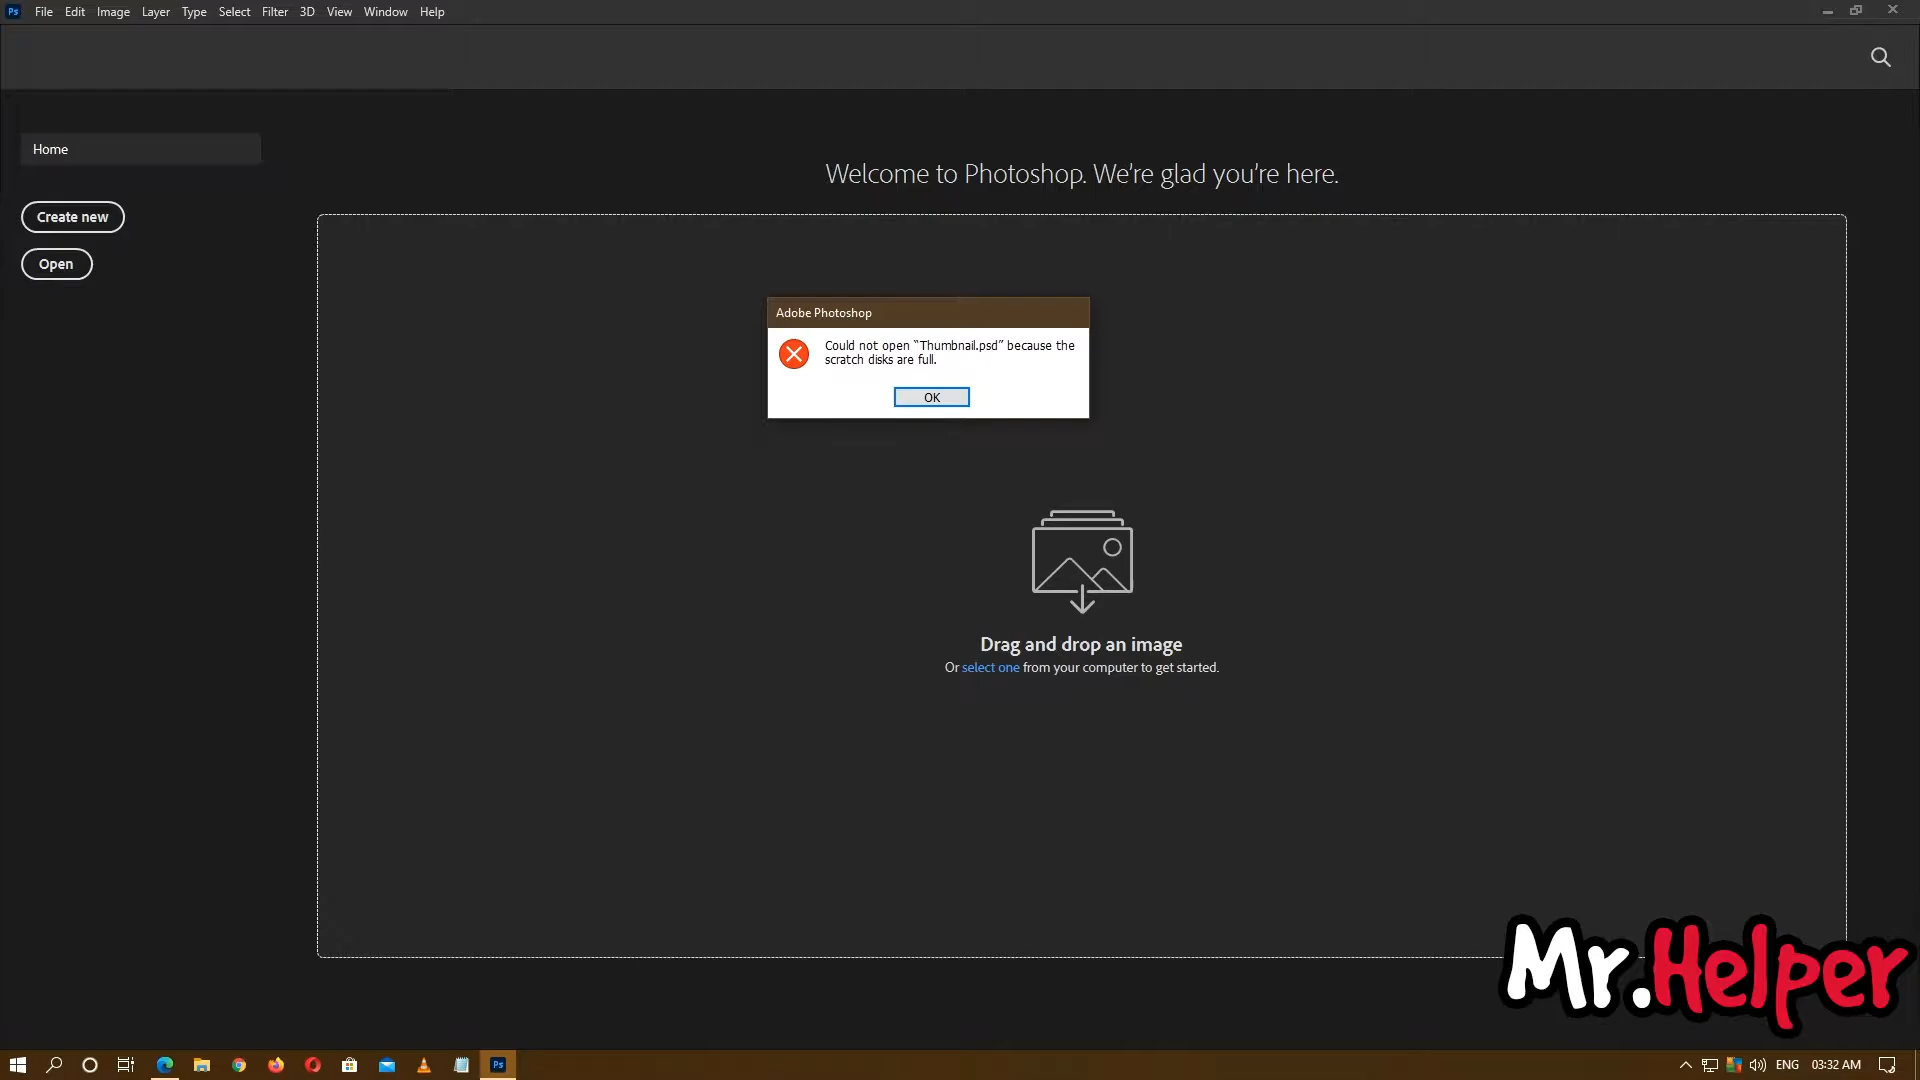 Ps File Edit Image Layer Type Select Filter 3D View Window Help
Home
Welcome to Photoshop. We're glad you're here.
Create new
Open
Adobe Photoshop
Could not open “Thumbnail.psd” because the
scratch disks are full.
OK
Drag and drop an image
Or select one from your computer to get started.
Mr.Helper
Ps ENG 03:32 AM